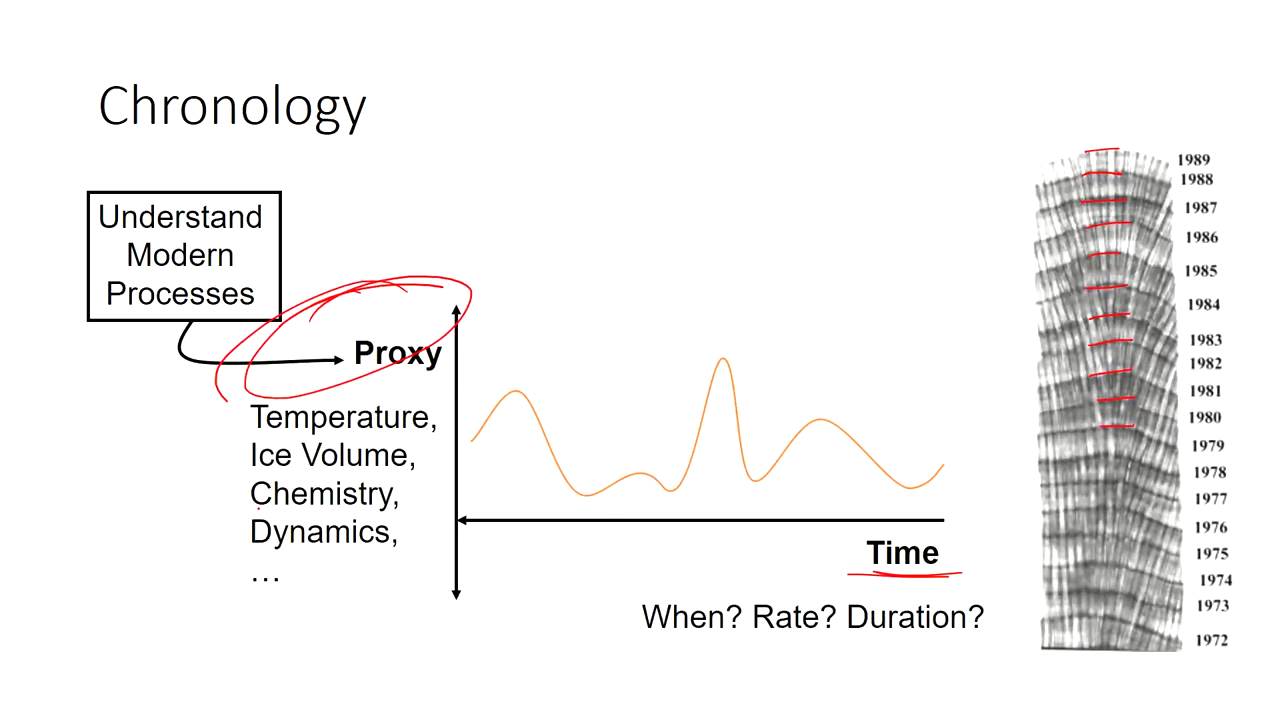 Chronology
Understand
Modern
Processes
Proxy
Temperature,
Ice Volume,
Chemistry,
Dynamics,
...
Time
When? Rate? Duration?
1989
1988
1987
1986
1985
1984
1983
1982
1981
1980
1979
1978
1977
1976
1975
1974
1973
1972